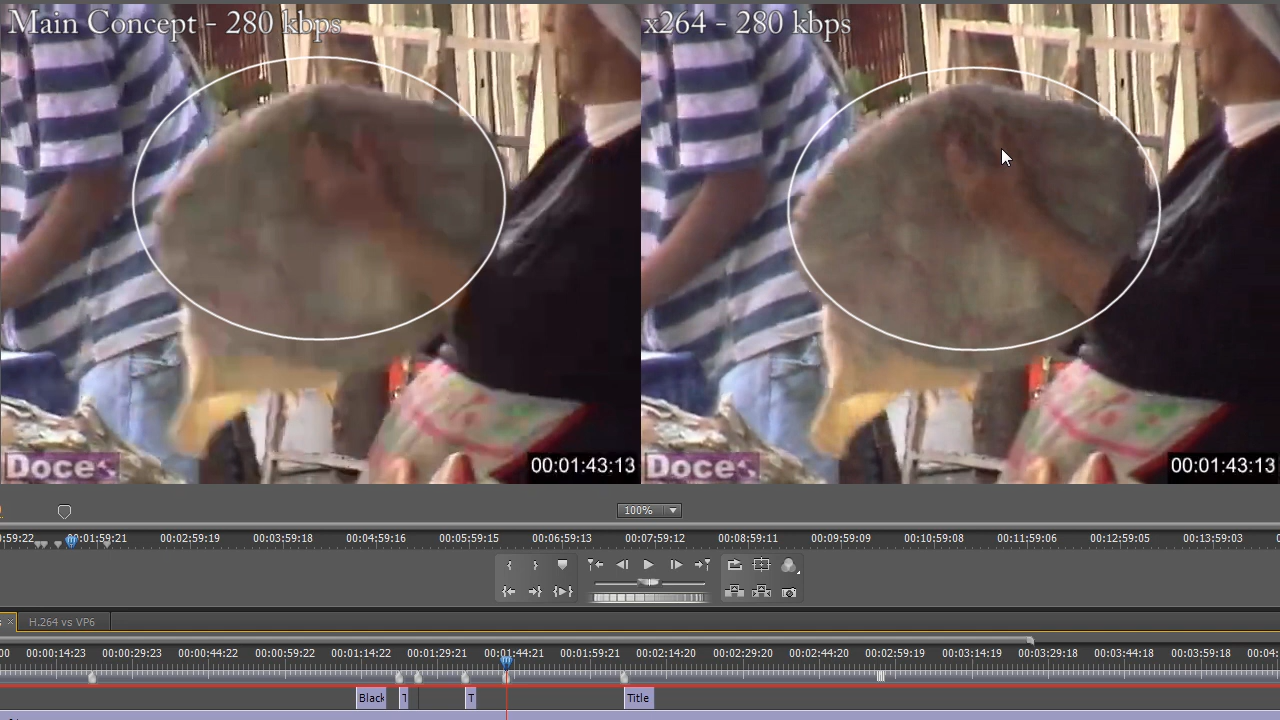 Main Concept - 280 kbps
x264 - 280 kbps
Doces
00:01:43:13
Doces
00:01:43:13
100%
:59:22 00:01:59:21 00:02:59:19 00:03:59:18 00:04:59:16 00:05:59:15 00:06:59:13 00:07:59:12 00:08:59:11 00:09:59:09 00:10:59:08 00:11:59:06 00:12:59:05 00:13:59:03
H.264 vs VP6
00 00:00:14:23 00:00:29:23 00:00:44:22 00:00:59:22 00:01:14:22 00:01:29:21 00:01:44:21 00:01:59:21 00:02:14:20 00:02:29:20 00:02:44:20 00:02:59:19 00:03:14:19 00:03:29:18 00:03:44:18 00:03:59:18 00:04:
Black T T Title